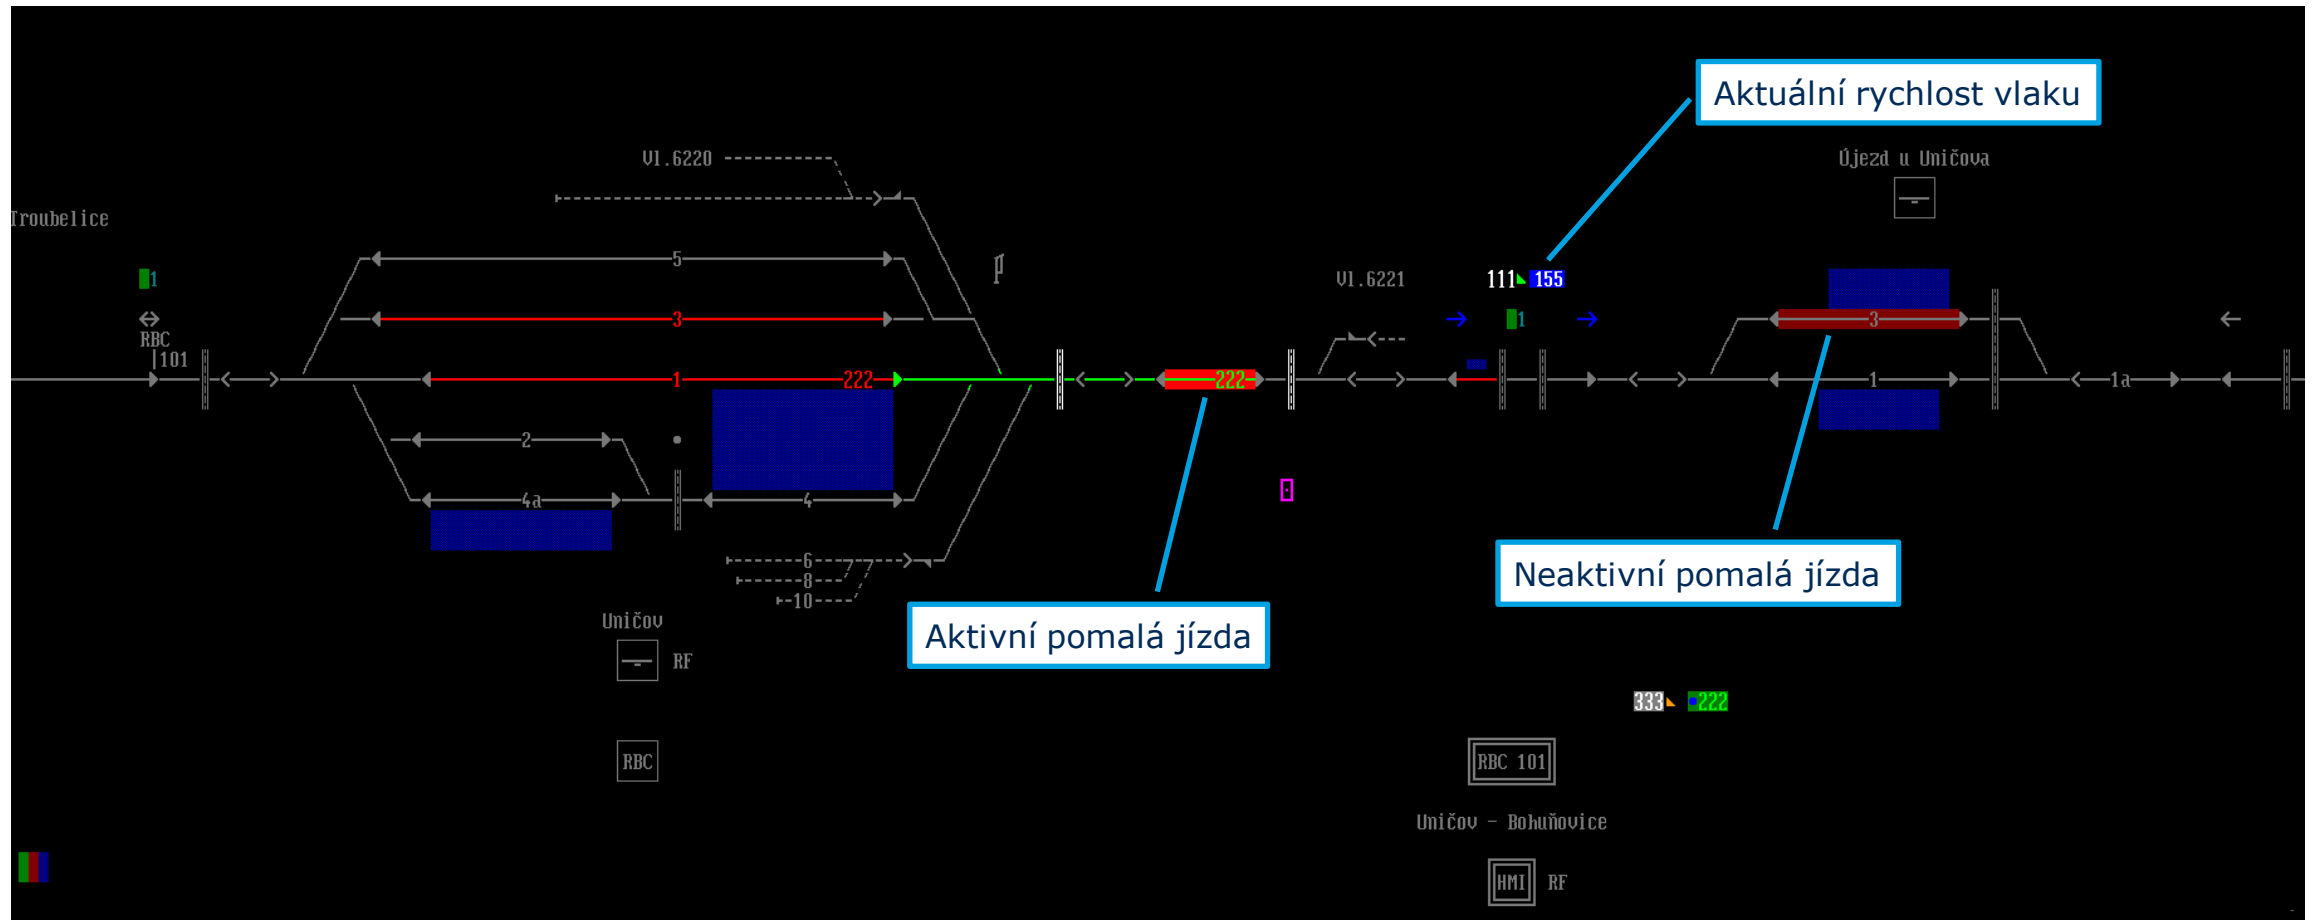 Aktuální rychlost vlaku
Vl.6220
Újezd u Uničova
Troubelice
5
1
Vl.6221
111 155
3
1
3
RBC
101
1
222
222
1
1a
2
4a
4
6
8
10
Neaktivní pomalá jízda
Aktivní pomalá jízda
Uničov
RF
333 222
RBC
RBC 101
Uničov - Bohuňovice
HMI RF